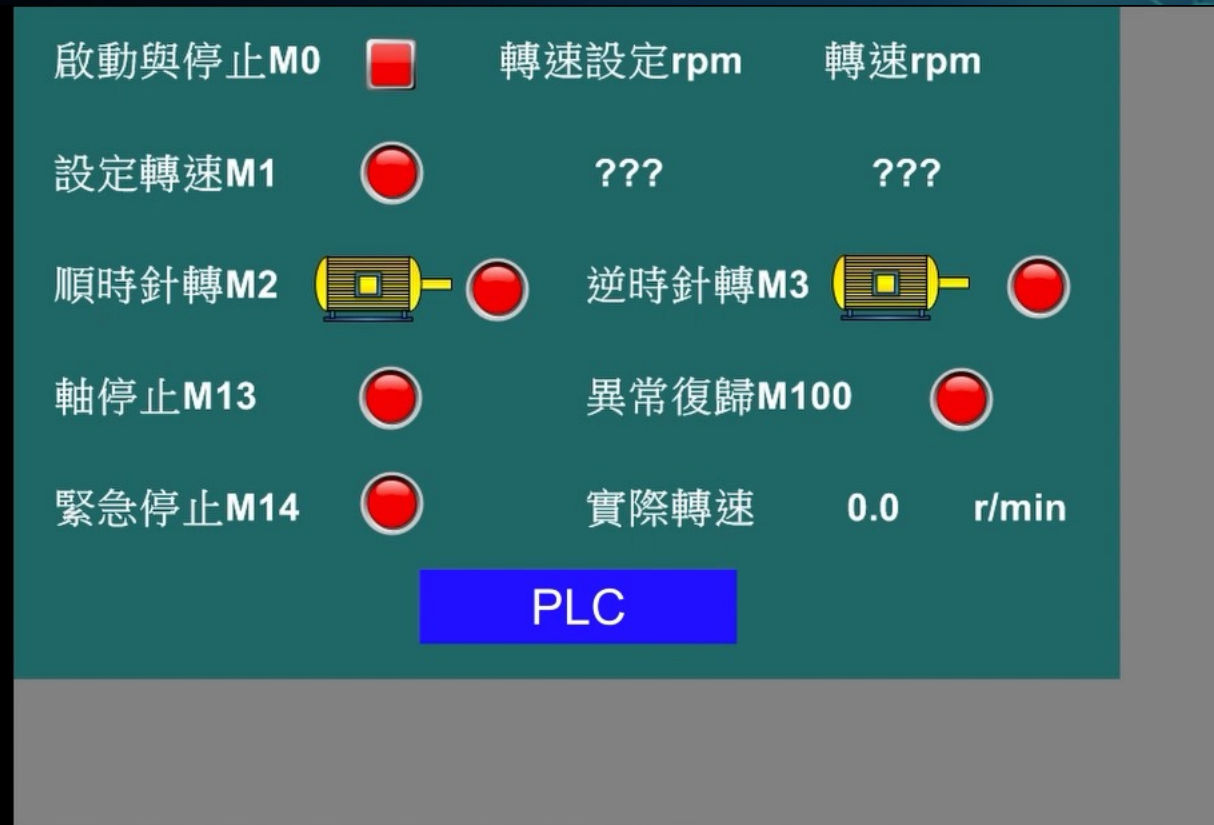 啟動與停止M0 轉速設定rpm 轉速rpm
設定轉速M1 ??? ???
順時針轉M2 逆時針轉M3
軸停止M13 異常復歸M100
緊急停止M14 實際轉速 0.0 r/min
PLC